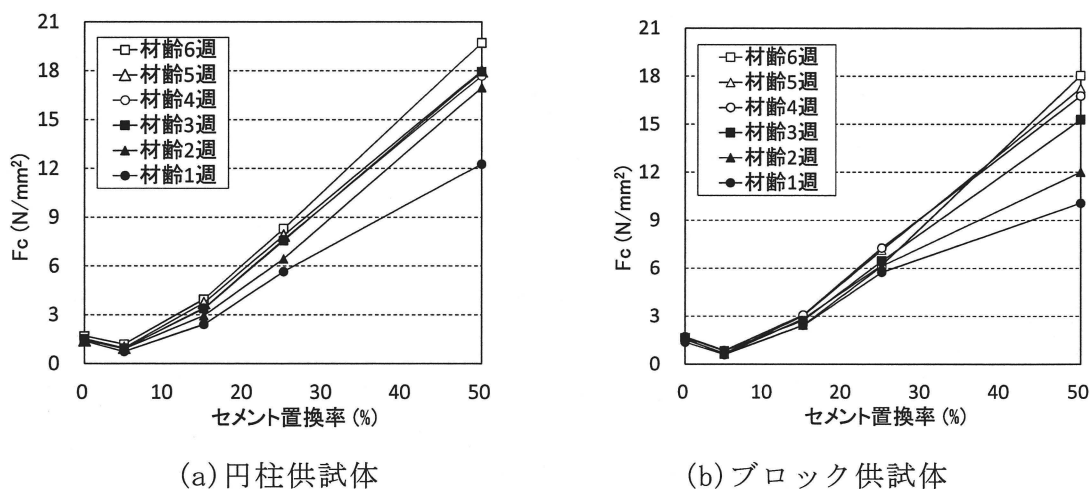 21
18
15
12
9
6
3
0
Fc (N/mm²)
材齢6週
材齢5週
材齢4週
材齢3週
材齢2週
材齢1週
0 10 20 30 40 50
セメント置換率 (%)
(a)円柱供試体
21
18
15
12
9
6
3
0
Fc (N/mm²)
材齢6週
材齢5週
材齢4週
材齢3週
材齢2週
材齢1週
0 10 20 30 40 50
セメント置換率 (%)
(b)ブロック供試体